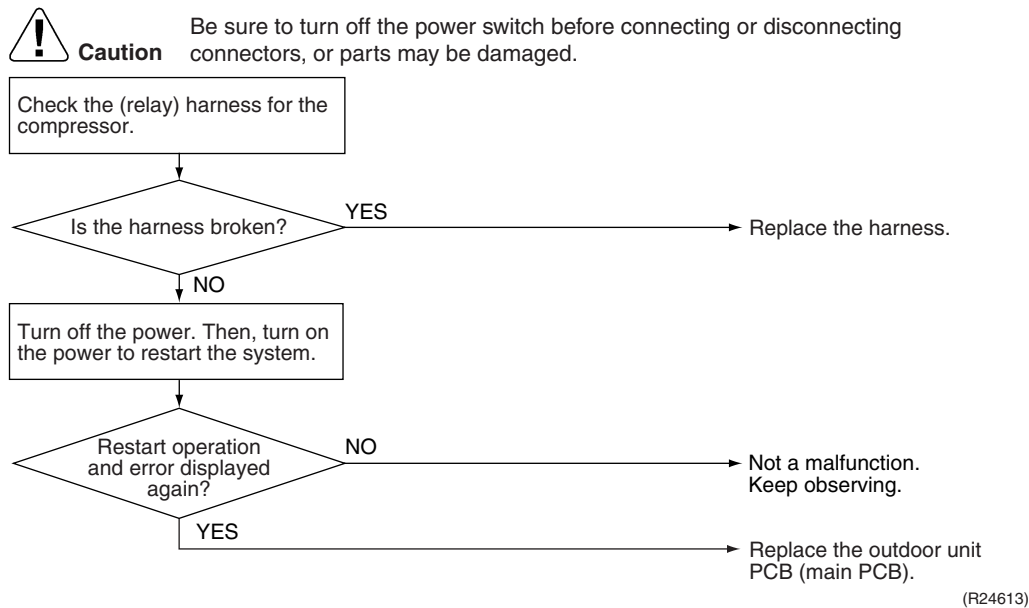 Be sure to turn off the power switch before connecting or disconnecting
Caution connectors, or parts may be damaged.
Check the (relay) harness for the
compressor.
Is the harness broken?
YES
Replace the harness.
NO
Turn off the power. Then, turn on
the power to restart the system.
Restart operation
and error displayed
again?
NO
Not a malfunction.
Keep observing.
YES
Replace the outdoor unit
PCB (main PCB).
(R24613)